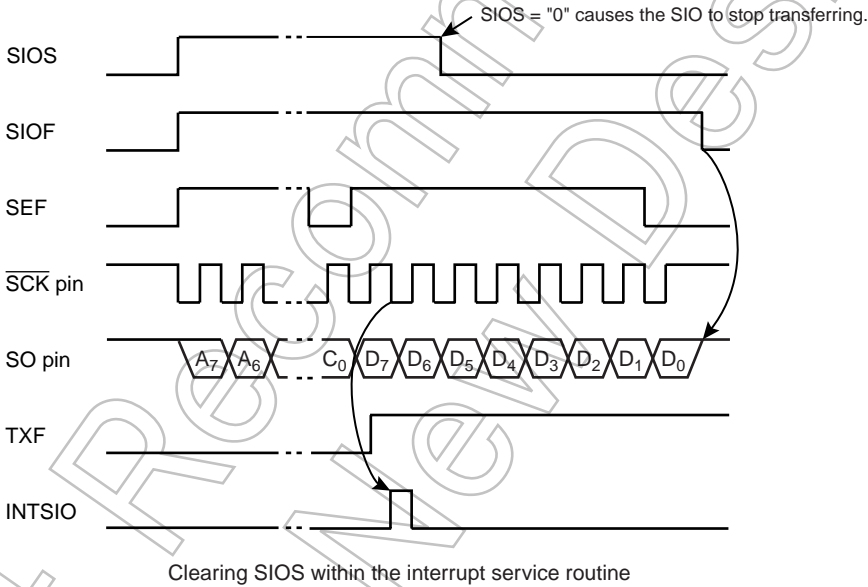 SIOS = "0" causes the SIO to stop transferring.
SIOS
SIOF
SEF
SCK pin
SO pin A7 A6 C0 D7 D6 D5 D4 D3 D2 D1 D0
TXF
INTSIO
Clearing SIOS within the interrupt service routine